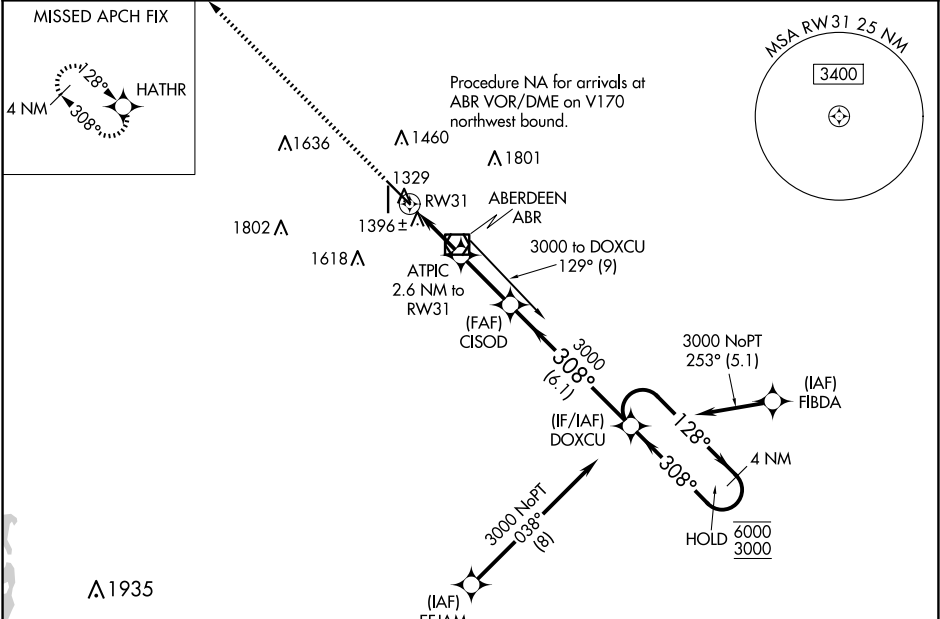 MISSED APCH FIX
128°
HATHR
4 NM
308°
Procedure NA for arrivals at
ABR VOR/DME on V170
northwest bound.
MSA RW31 25 NM
3400
1636
1460
1801
1329
RW31
1396±
1802
1618
ABERDEEN
ABR
3000 to DOXCU
129° (9)
ATPIC
2.6 NM to
RW31
(FAF)
CISOD
3000
308°
(6.1)
3000 NoPT
253° (5.1)
(IAF)
FIBDA
(IF/IAF)
DOXCU
128°
308°
4 NM
HOLD
6000
3000
3000 NoPT
038°
(8)
1935
(IAF)